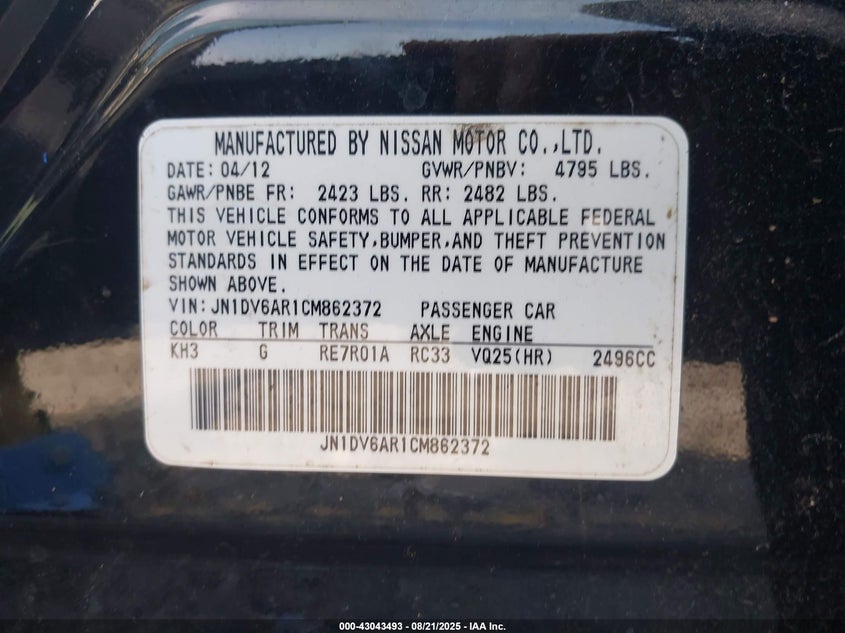 MANUFACTURED BY NISSAN MOTOR CO.,LTD.
DATE: 04/12 GVWR/PNBV: 4795 LBS.
GAWR/PNBE FR: 2423 LBS. RR: 2482 LBS.
THIS VEHICLE CONFORMS TO ALL APPLICABLE FEDERAL
MOTOR VEHICLE SAFETY,BUMPER,AND THEFT PREVENTION
STANDARDS IN EFFECT ON THE DATE OF MANUFACTURE
SHOWN ABOVE.
VIN:JN1DV6AR1CM862372 PASSENGER CAR
COLOR TRIM TRANS AXLE ENGINE
KH3 G RE7R01A RC33 VQ25(HR) 2496CC
JN1DV6AR1CM862372
000-43043493 - 08/21/2025 - IAA Inc.